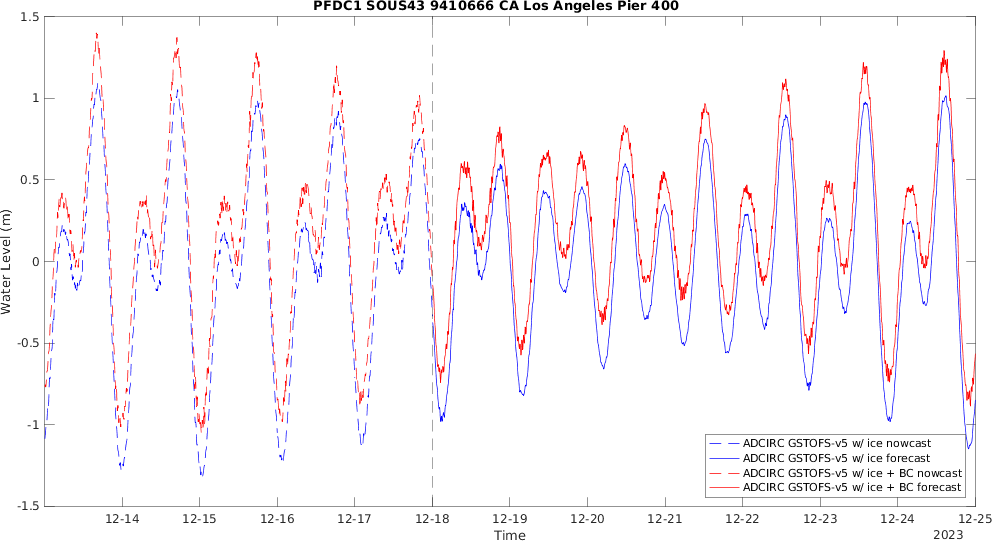 PFDC1 SOUS43 9410666 CA Los Angeles Pier 400
Water Level (m)
1.5
1
0.5
0
-0.5
-1
-1.5
12-14 12-15 12-16 12-17 12-18 12-19 12-20 12-21 12-22 12-23 12-24 12-25
Time
2023
ADCIRC GSTOFS-v5 w/ ice nowcast
ADCIRC GSTOFS-v5 w/ ice forecast
ADCIRC GSTOFS-v5 w/ ice + BC nowcast
ADCIRC GSTOFS-v5 w/ ice + BC forecast